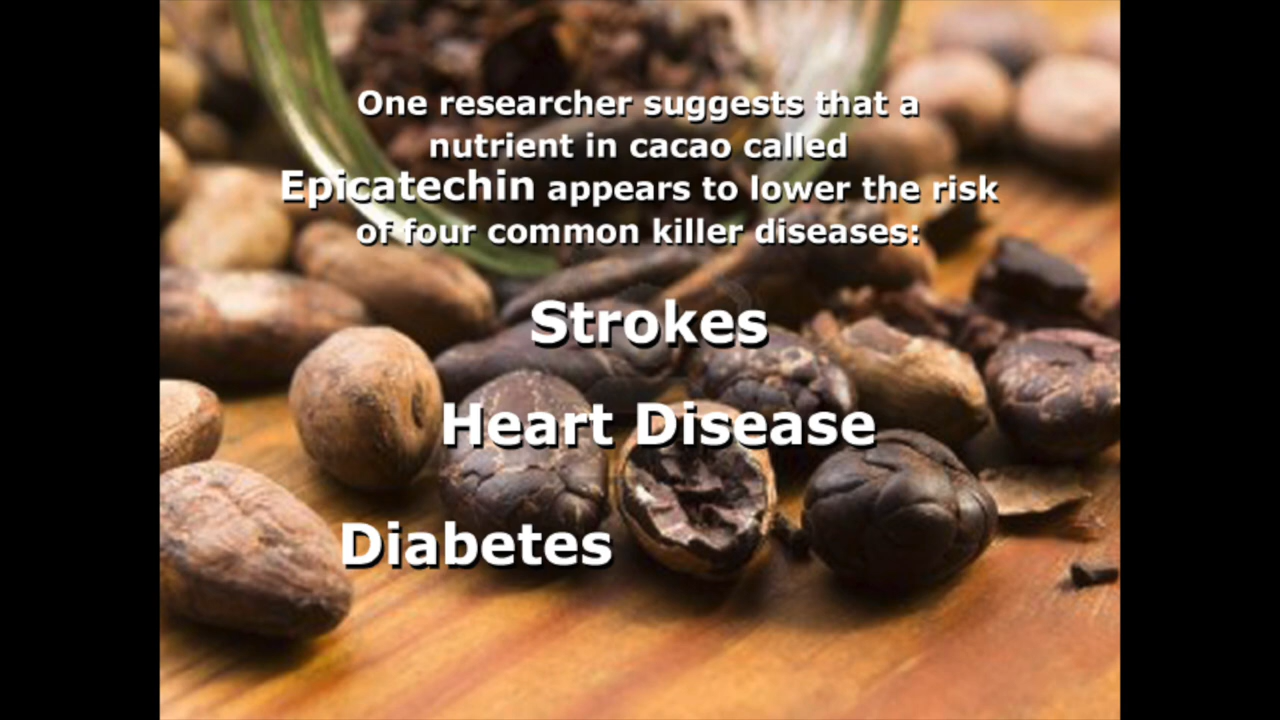 One researcher suggests that a
nutrient in cacao called
Epicatechin appears to lower the risk
of four common killer diseases:
Strokes
Heart Disease
Diabetes